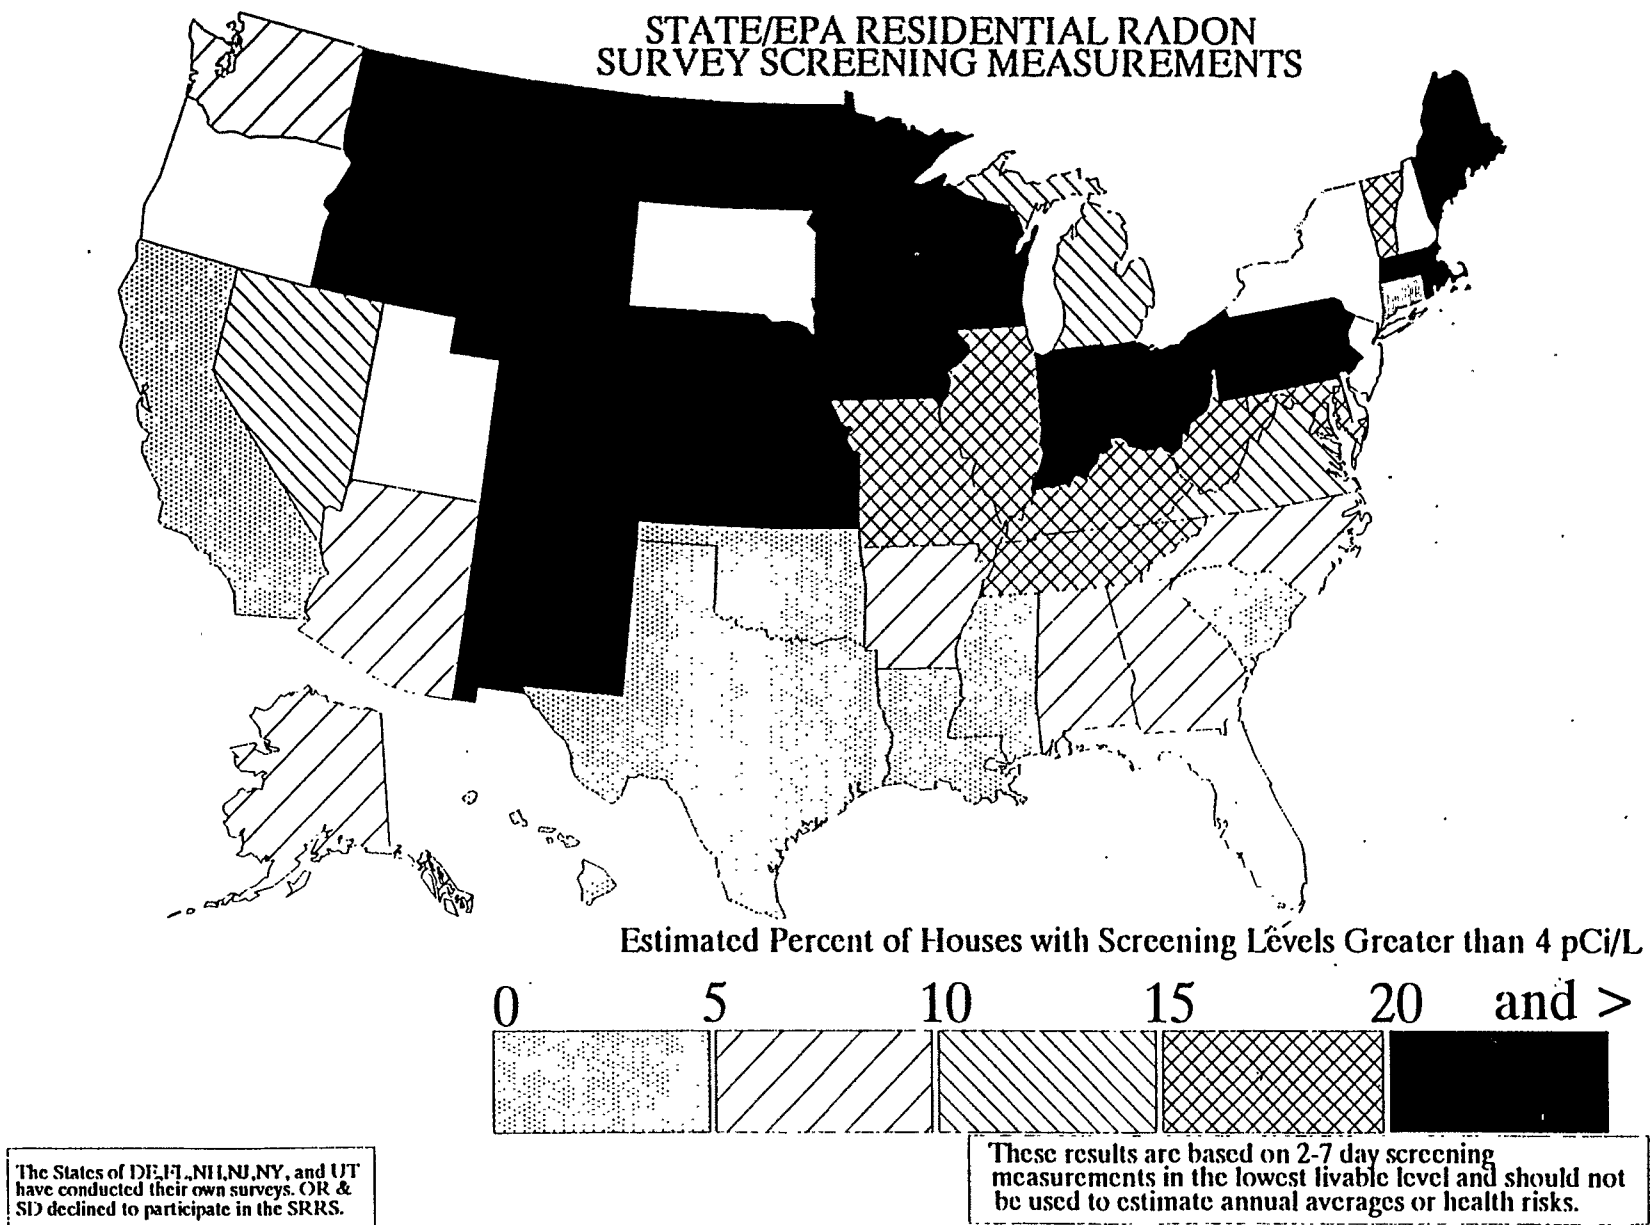 STATE/EPA RESIDENTIAL RADON
SURVEY SCREENING MEASUREMENTS
Estimated Percent of Houses with Screening Levels Greater than 4 pCi/L
0 5 10 15 20 and >
The States of DE,FL,NH,NJ,NY, and UT
have conducted their own surveys. OR &
SD declined to participate in the SRRS.
These results are based on 2-7 day screening
measurements in the lowest livable level and should not
be used to estimate annual averages or health risks.